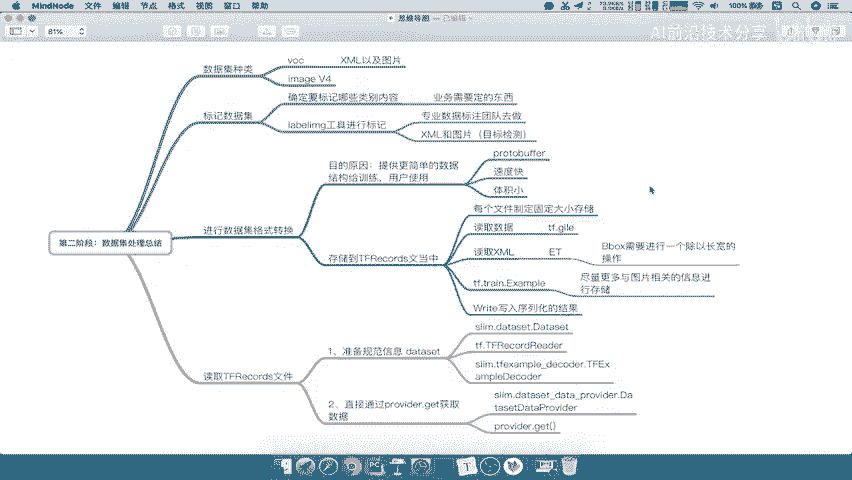 MindNode 文件 编辑 节点 格式 视图 窗口 帮助
100%
思维导图 — 已编辑
81%
AI前沿技术分享
第二阶段：数据集处理总结
数据集种类
voc XML以及图片
image V4
标记数据集
确定要标记哪些类别内容 业务需要定的东西
labelimg工具进行标记
专业数据标注团队去做
XML和图片（目标检测）
进行数据集格式转换
目的原因：提供更简单的数据
结构给训练，用户使用
protobuffer
速度快
体积小
存储到TFRecords文当中
每个文件制定固定大小存储
读取数据 tf.gile
读取XML ET
Bbox需要进行一个除以长宽的
操作
tf.train.Example
尽量更多与图片相关的信息进
行存储
Write写入序列化的结果
读取TFRecords文件
1、准备规范信息 dataset
slim.dataset.Dataset
tf.TFRecordReader
slim.tfexample_decoder.TFEx
ampleDecoder
2、直接通过provider.get获取
数据
slim.dataset_data_provider.Da
tasetDataProvider
provider.get()